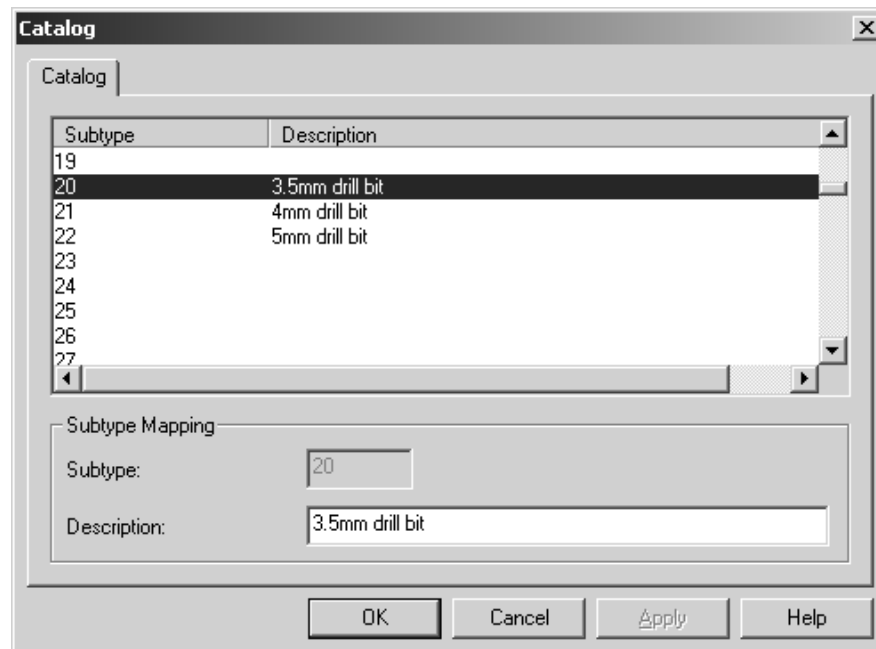 Catalog
Catalog
Subtype Description
19
20 3.5mm drill bit
21 4mm drill bit
22 5mm drill bit
23
24
25
26
27
Subtype Mapping
Subtype: 20
Description: 3.5mm drill bit
OK Cancel Apply Help